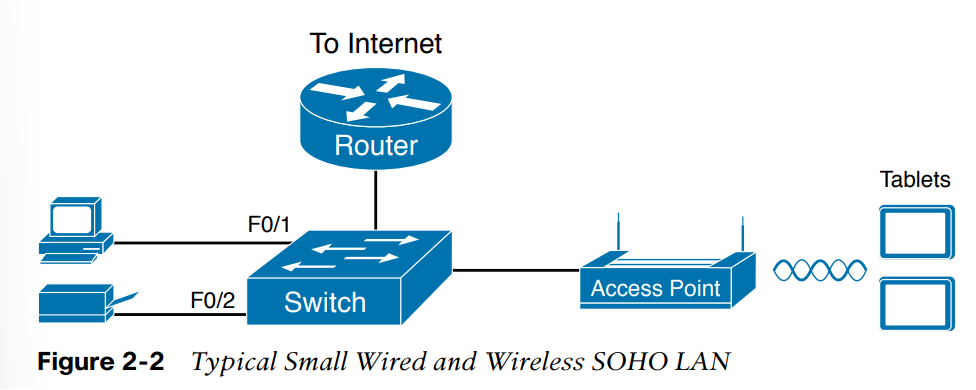 To Internet
Router
Tablets
F0/1
F0/2
Switch
Access Point
Figure 2-2 Typical Small Wired and Wireless SOHO LAN